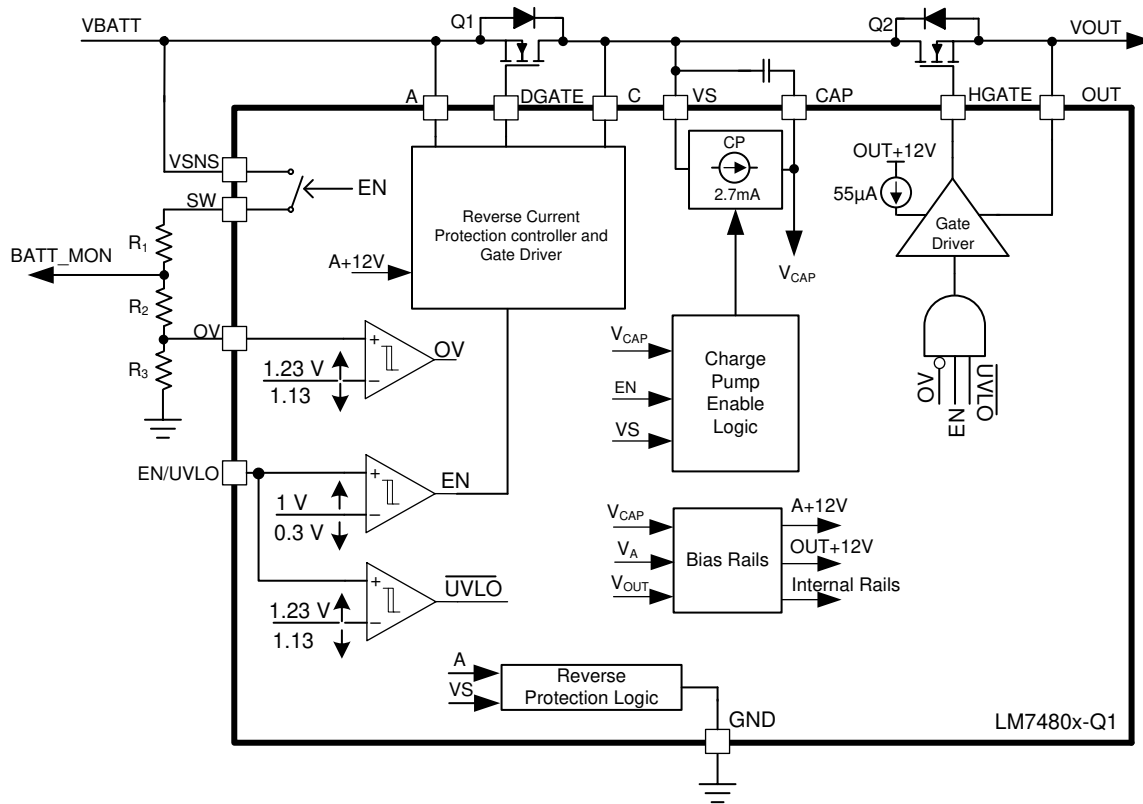 VBATT
Q1
Q2
VOUT
A
DGATE
C
VS
CAP
HGATE
OUT
VSNS
SW
EN
R1
BATT_MON
R2
OV
R3
Reverse Current
Protection controller and
Gate Driver
A+12V
CP
2.7mA
VCAP
OUT+12V
55µA
Gate
Driver
OV
EN
UVLO
+
1.23 V
1.13
−
OV
EN/UVLO
+
1 V
0.3 V
−
EN
+
1.23 V
1.13
−
UVLO
VCAP
EN
VS
Charge
Pump
Enable
Logic
VCAP
VA
VOUT
Bias Rails
A+12V
OUT+12V
Internal Rails
A
VS
Reverse
Protection Logic
GND
LM7480x-Q1